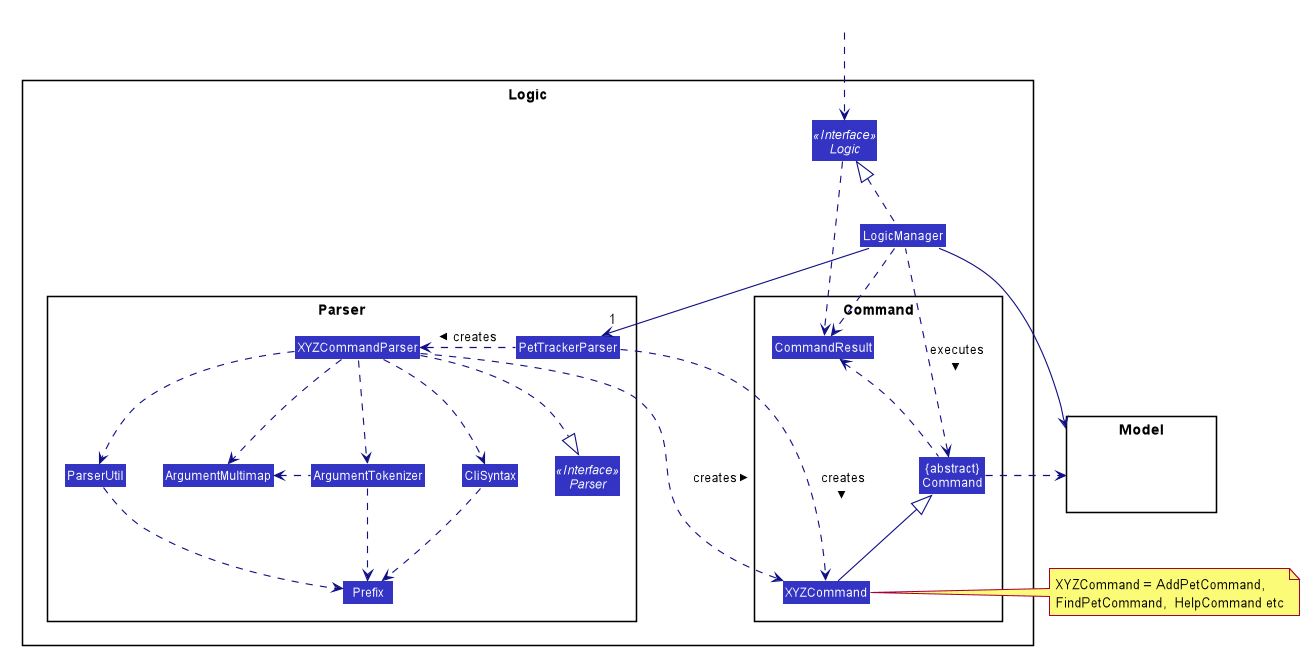 Logic
«Interface»
Logic
LogicManager
Parser
1
Command
XYZCommandParser
◄ creates
PetTrackerParser
CommandResult
executes
▼
Model
ParserUtil
ArgumentMultimap
ArgumentTokenizer
CliSyntax
«Interface»
Parser
creates ►
creates
▼
{abstract}
Command
Prefix
XYZCommand
XYZCommand = AddPetCommand,
FindPetCommand, HelpCommand etc